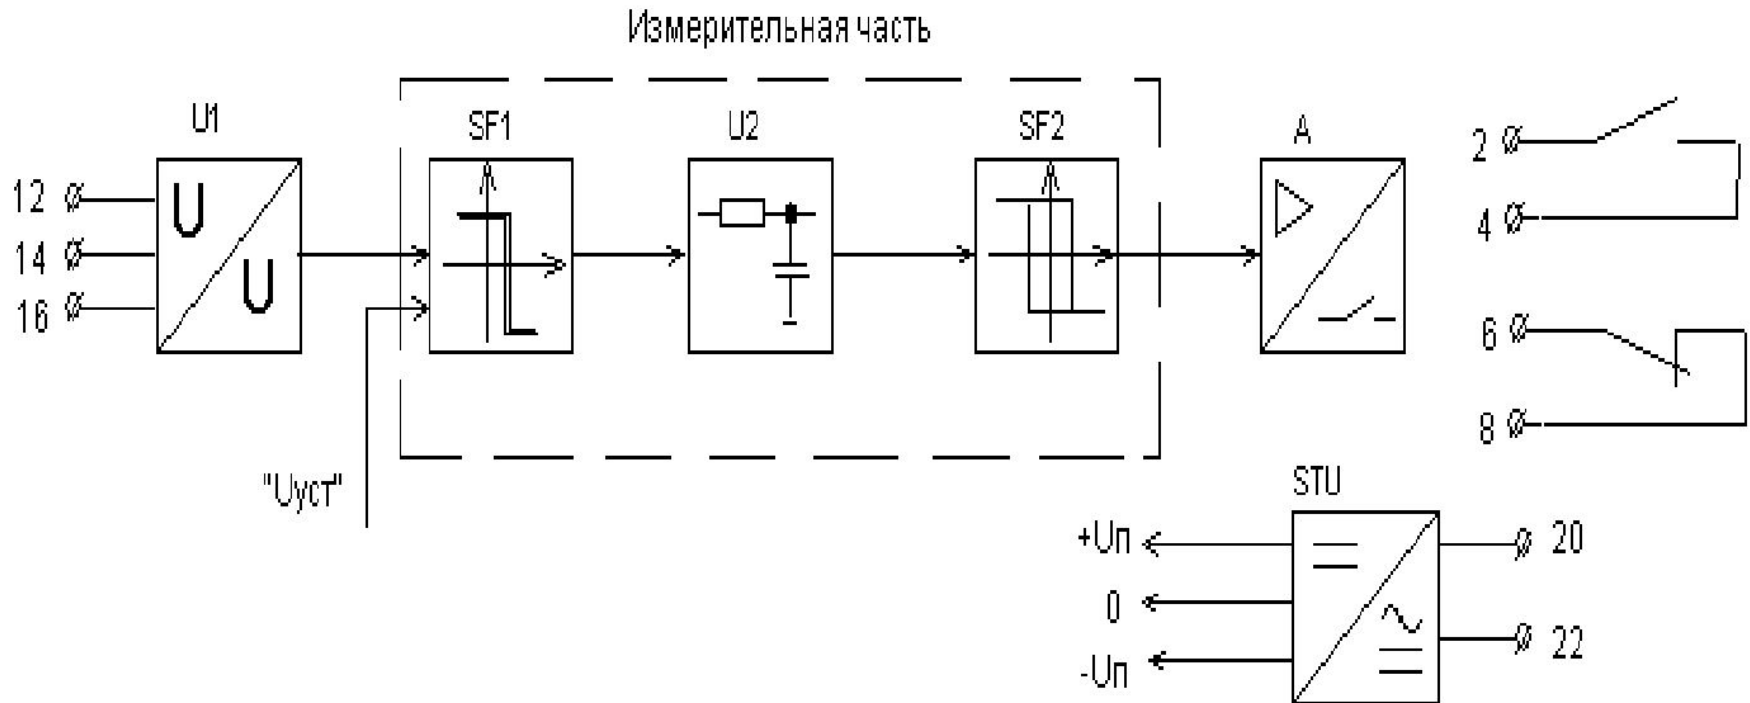 Измерительная часть
U1
SF1
U2
SF2
A
12
14
16
U
U
2
4
6
8
"Uуст"
STU
+Uп
0
-Uп
20
22